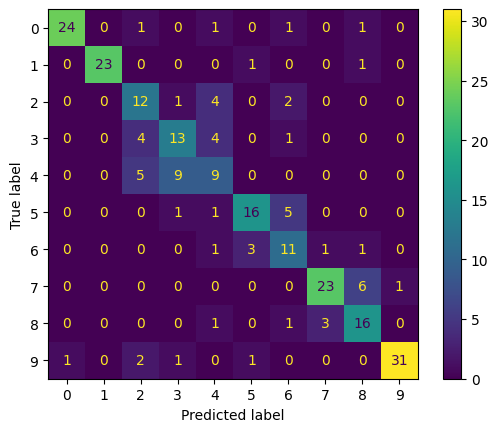 0 24 0 1 0 1 0 1 0 1 0
1 0 23 0 0 0 1 0 0 1 0
2 0 0 12 1 4 0 2 0 0 0
3 0 0 4 13 4 0 1 0 0 0
4 0 0 5 9 9 0 0 0 0 0
5 0 0 0 1 1 16 5 0 0 0
6 0 0 0 0 1 3 11 1 1 0
7 0 0 0 0 0 0 0 23 6 1
8 0 0 0 0 1 0 1 3 16 0
9 1 0 2 1 0 1 0 0 0 31
0 1 2 3 4 5 6 7 8 9
Predicted label
True label
30
25
20
15
10
5
0